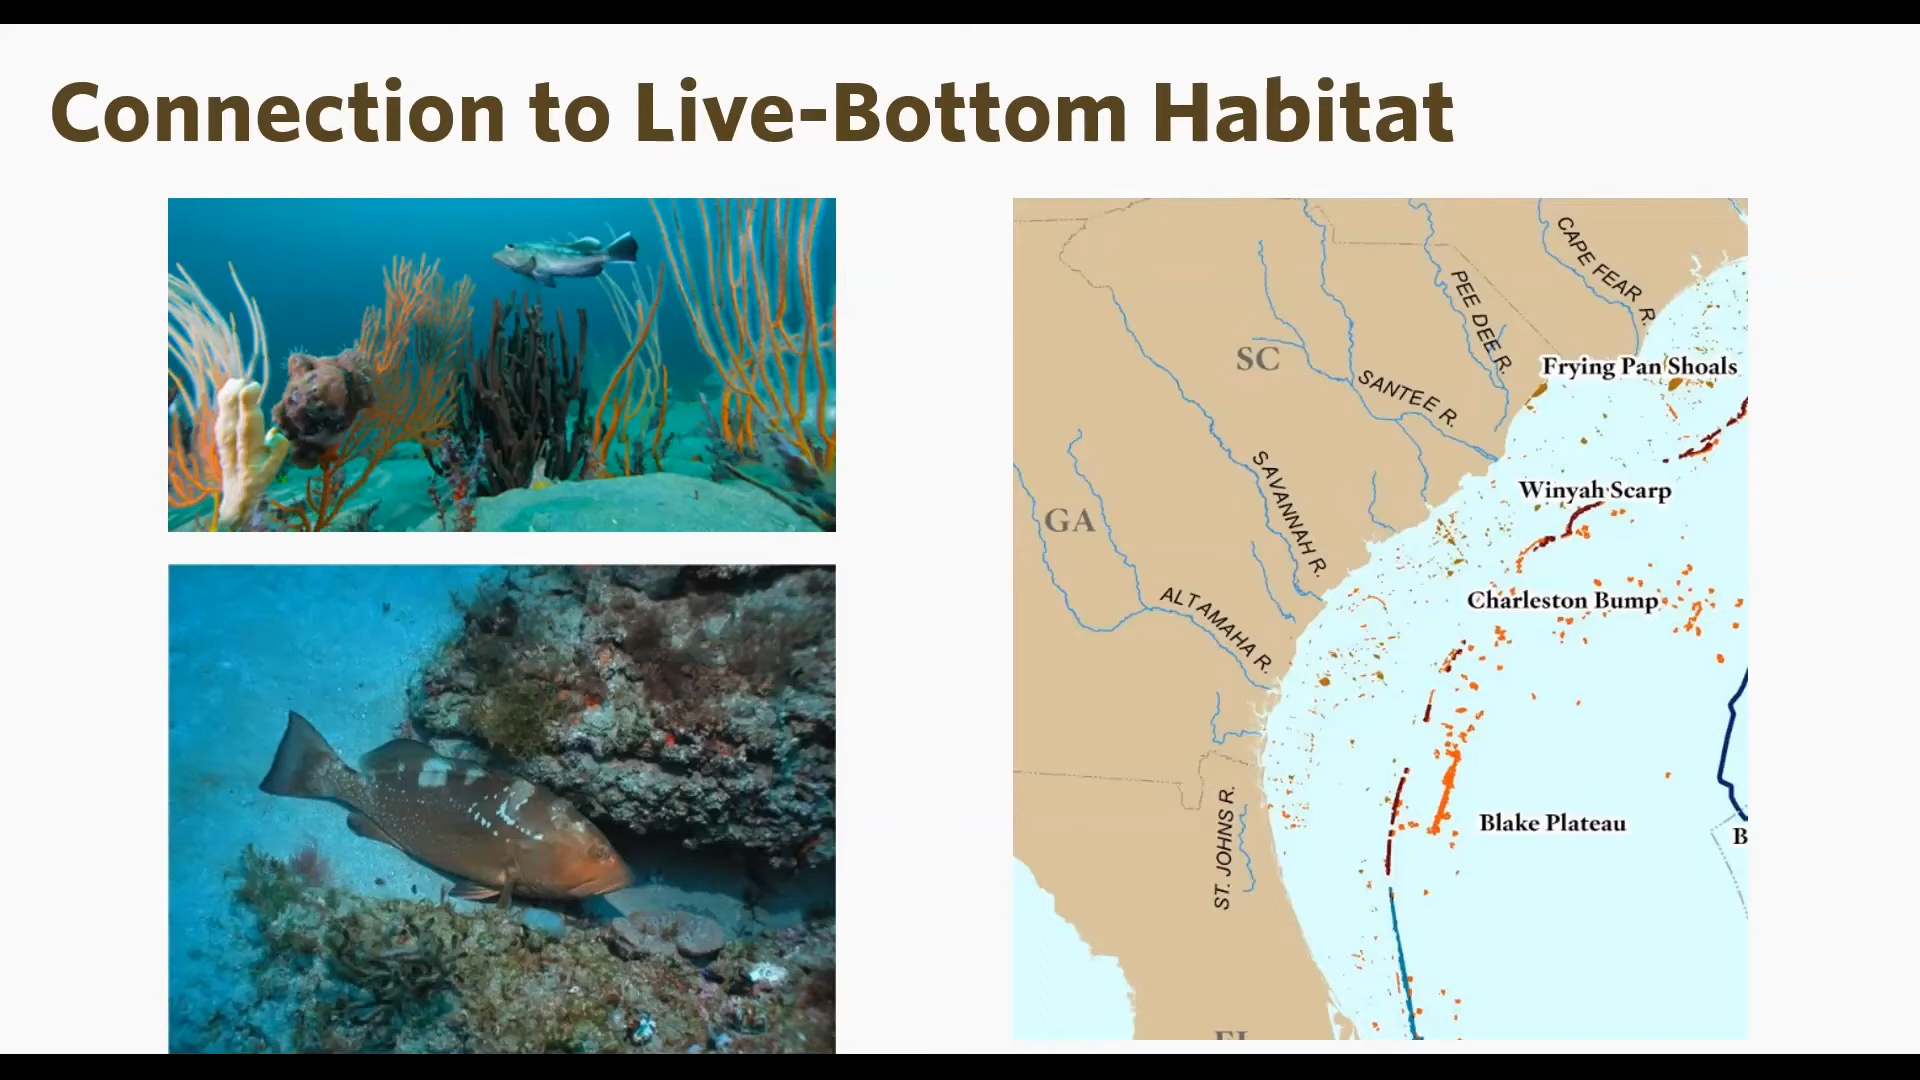 Connection to Live-Bottom Habitat
CAPE FEAR R.
PEE DEE R.
SC
Frying Pan Shoals
SANTEE R.
Winyah Scarp
SAVANNAH R.
GA
Charleston Bump
ALTAMAHA R.
ST. JOHNS R.
Blake Plateau
B
FL